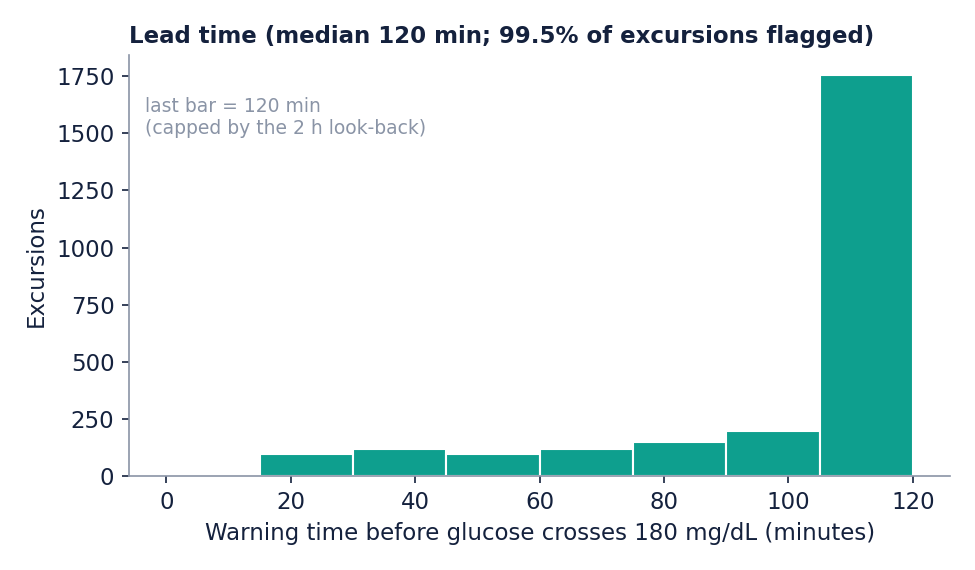 Lead time (median 120 min; 99.5% of excursions flagged)
1750
1500
1250
1000
750
500
250
0
last bar = 120 min
(capped by the 2 h look-back)
Excursions
0 20 40 60 80 100 120
Warning time before glucose crosses 180 mg/dL (minutes)